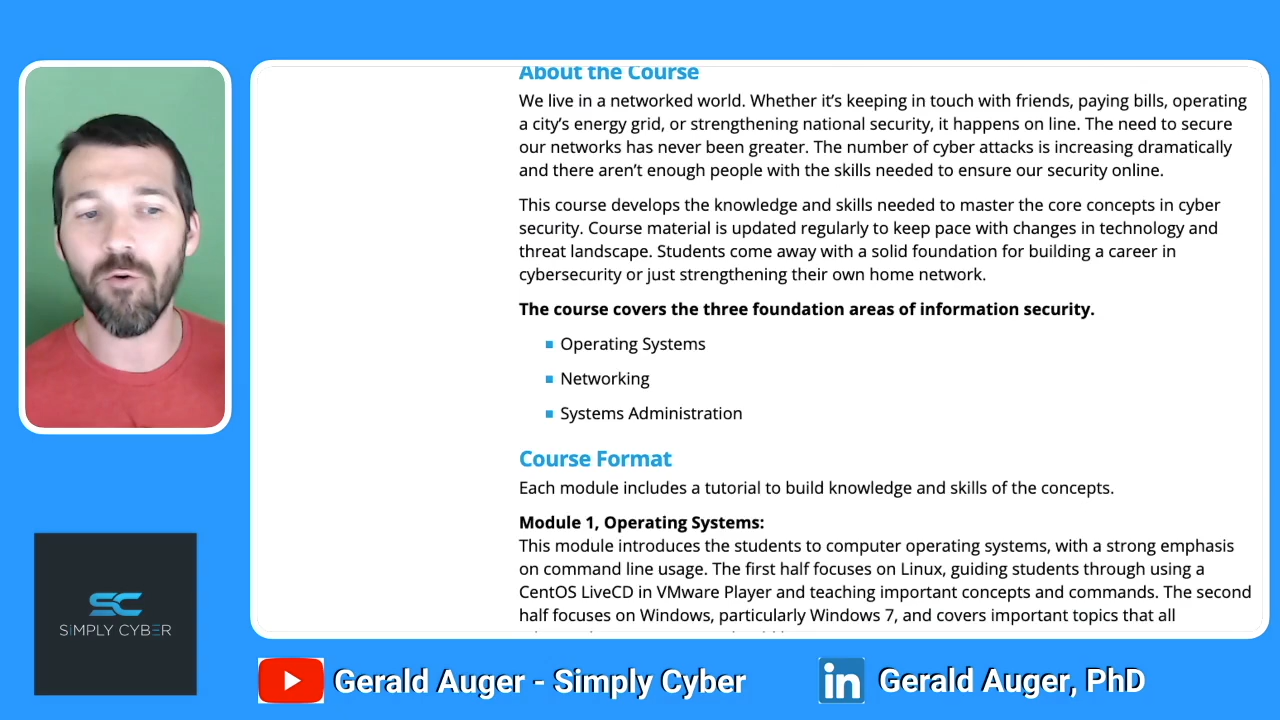 About the Course
We live in a networked world. Whether it's keeping in touch with friends, paying bills, operating
a city's energy grid, or strengthening national security, it happens on line. The need to secure
our networks has never been greater. The number of cyber attacks is increasing dramatically
and there aren't enough people with the skills needed to ensure our security online.
This course develops the knowledge and skills needed to master the core concepts in cyber
security. Course material is updated regularly to keep pace with changes in technology and
threat landscape. Students come away with a solid foundation for building a career in
cybersecurity or just strengthening their own home network.
The course covers the three foundation areas of information security.
Operating Systems
Networking
Systems Administration
Course Format
Each module includes a tutorial to build knowledge and skills of the concepts.
Module 1, Operating Systems:
This module introduces the students to computer operating systems, with a strong emphasis
on command line usage. The first half focuses on Linux, guiding students through using a
CentOS LiveCD in VMware Player and teaching important concepts and commands. The second
half focuses on Windows, particularly Windows 7, and covers important topics that all
SC
SiMPLY CYBER
Gerald Auger - Simply Cyber
in Gerald Auger, PhD